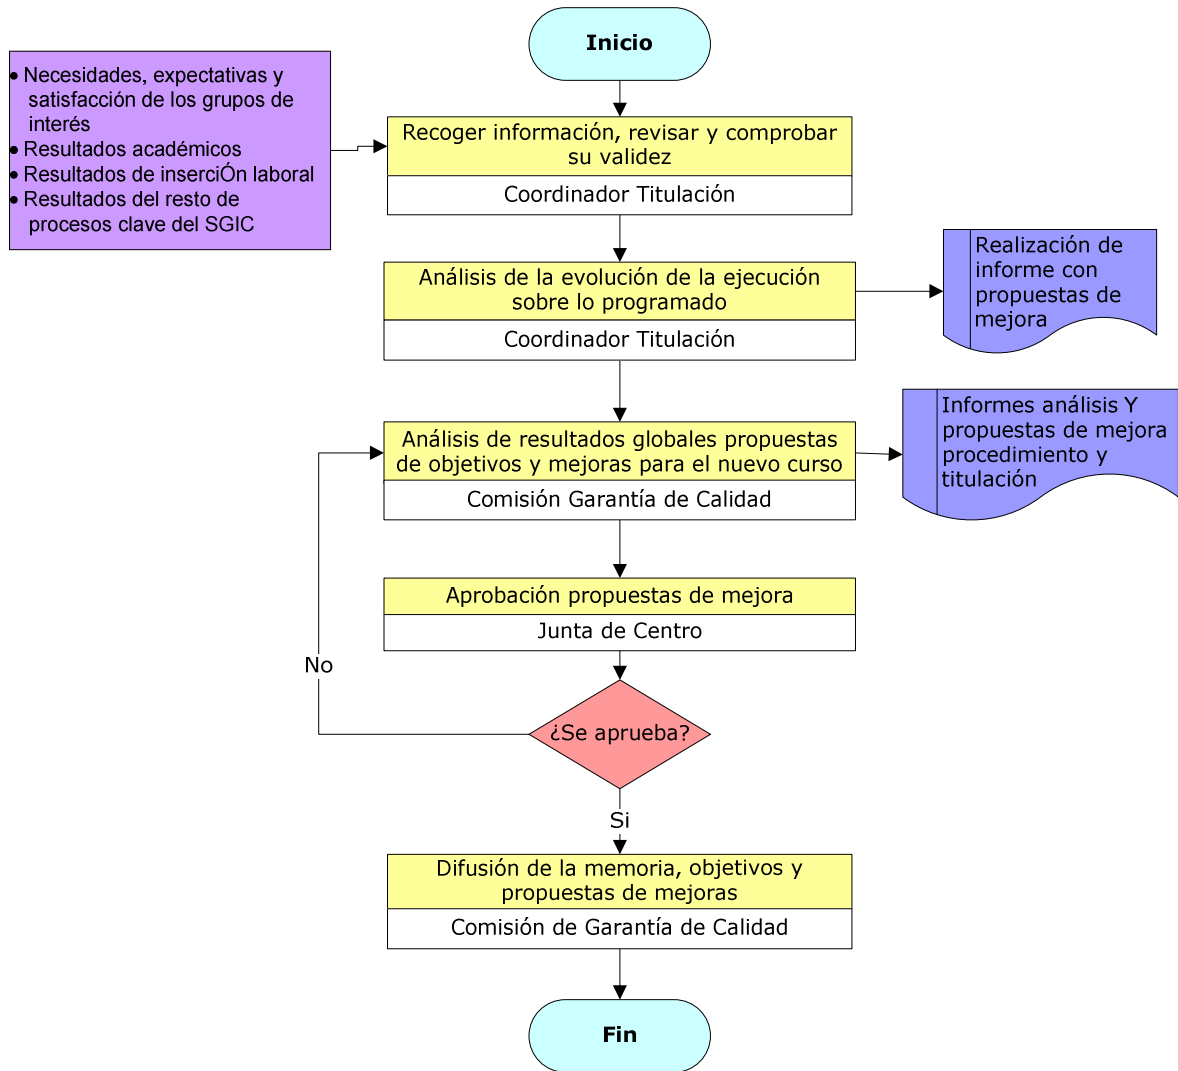 Inicio
• Necesidades, expectativas y
satisfacción de los grupos de
interés
• Resultados académicos
• Resultados de inserciÓn laboral
• Resultados del resto de
procesos clave del SGIC
Recoger información, revisar y comprobar
su validez
Coordinador Titulación
Análisis de la evolución de la ejecución
sobre lo programado
Coordinador Titulación
Realización de
informe con
propuestas de
mejora
Análisis de resultados globales propuestas
de objetivos y mejoras para el nuevo curso
Comisión Garantía de Calidad
Informes análisis Y
propuestas de mejora
procedimiento y
titulación
Aprobación propuestas de mejora
Junta de Centro
No
¿Se aprueba?
Si
Difusión de la memoria, objetivos y
propuestas de mejoras
Comisión de Garantía de Calidad
Fin